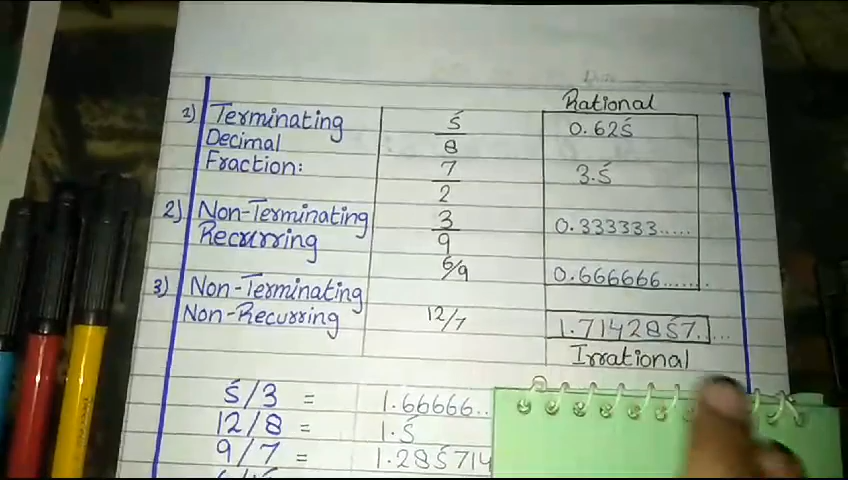 Rational
1) Terminating 5/8 0.625
Decimal
Fraction: 7/2 3.5
2) Non-Terminating 3/9 0.333333.....
Recurring
6/9 0.666666.......
3) Non-Terminating
Non-Recurring 12/7 1.7142857....
Irrational
5/3 = 1.66666..
12/8 = 1.5
9/7 = 1.285714